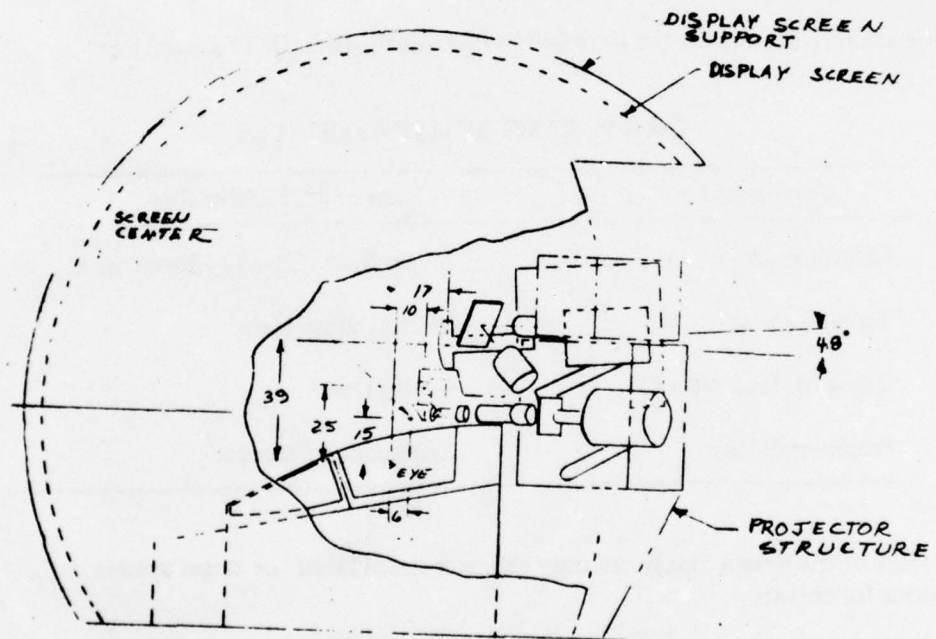 DISPLAY SCREEN
SUPPORT
DISPLAY SCREEN
SCREEN
CENTER
17
10
48°
39
25
15
EYE
6
PROJECTOR
STRUCTURE